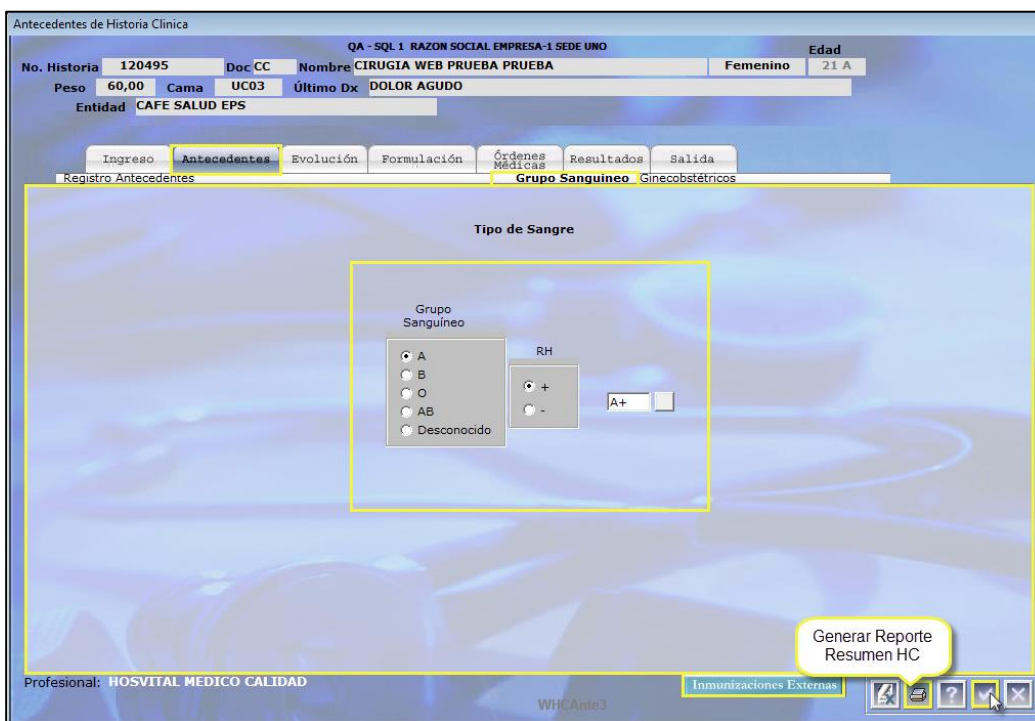 Antecedentes de Historia Clinica
QA - SQL 1 RAZON SOCIAL EMPRESA-1 SEDE UNO
Edad
No. Historia 120495 Doc CC Nombre CIRUGIA WEB PRUEBA PRUEBA Femenino 21 A
Peso 60,00 Cama UC03 Último Dx DOLOR AGUDO
Entidad CAFE SALUD EPS
Ingreso Antecedentes Evolución Formulación Órdenes Médicas Resultados Salida
Registro Antecedentes Grupo Sanguineo Ginecobstétricos
Tipo de Sangre
Grupo
Sanguíneo
RH
A
B
O
AB
Desconocido
+
-
A+
Generar Reporte
Resumen HC
Profesional: HOSVITAL MEDICO CALIDAD Inmunizaciones Externas
?
WHCAnte3